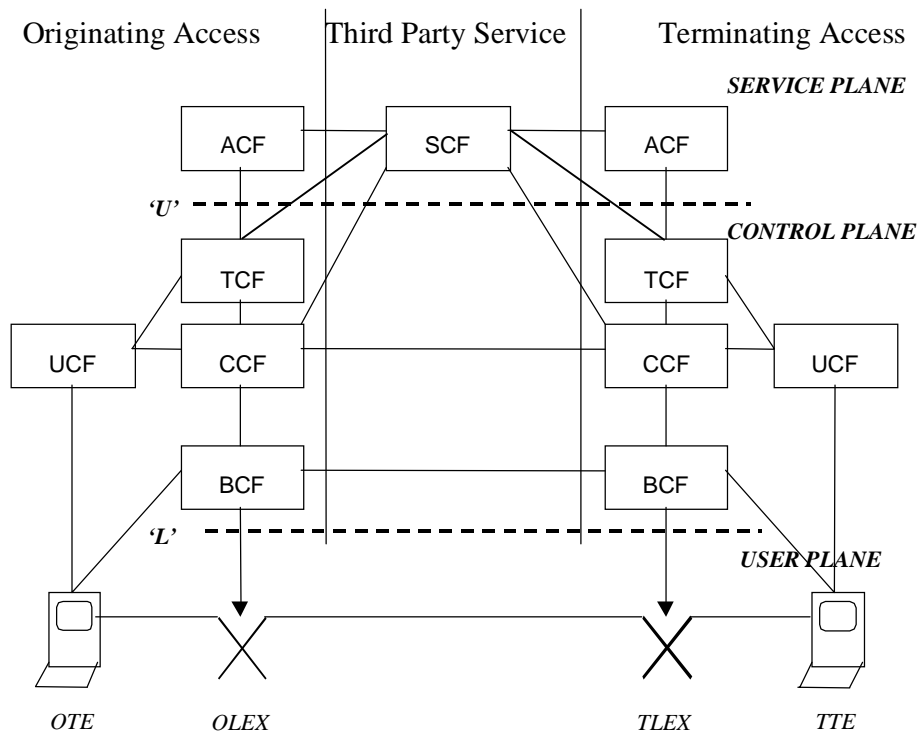 Originating Access
Third Party Service
Terminating Access
SERVICE PLANE
ACF
SCF
ACF
‘U’
CONTROL PLANE
TCF
TCF
UCF
CCF
CCF
UCF
BCF
BCF
‘L’
USER PLANE
OTE
OLEX
TLEX
TTE